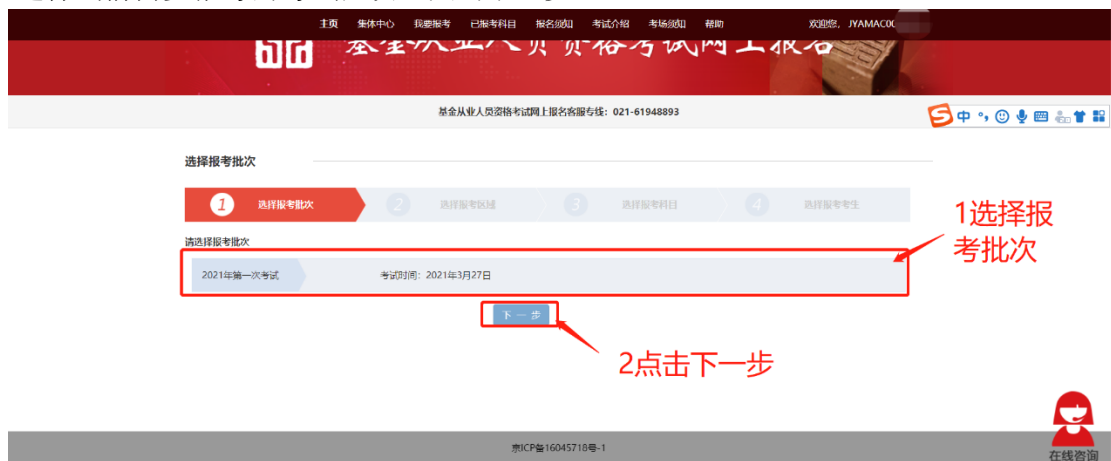 主页 集体中心 我要报考 已报考科目 报名须知 考试介绍 考场须知 帮助 欢迎您，JYAMAC0
基金从业人员资格考试网上报名
基金从业人员资格考试网上报名客服专线：021-61948893
中
选择报考批次
1 选择报考批次 2 选择报考区域 3 选择报考科目 4 选择报考考生
1选择报
考批次
请选择报考批次
2021年第一次考试 考试时间：2021年3月27日
下一步
2点击下一步
京ICP备16045718号-1
在线咨询